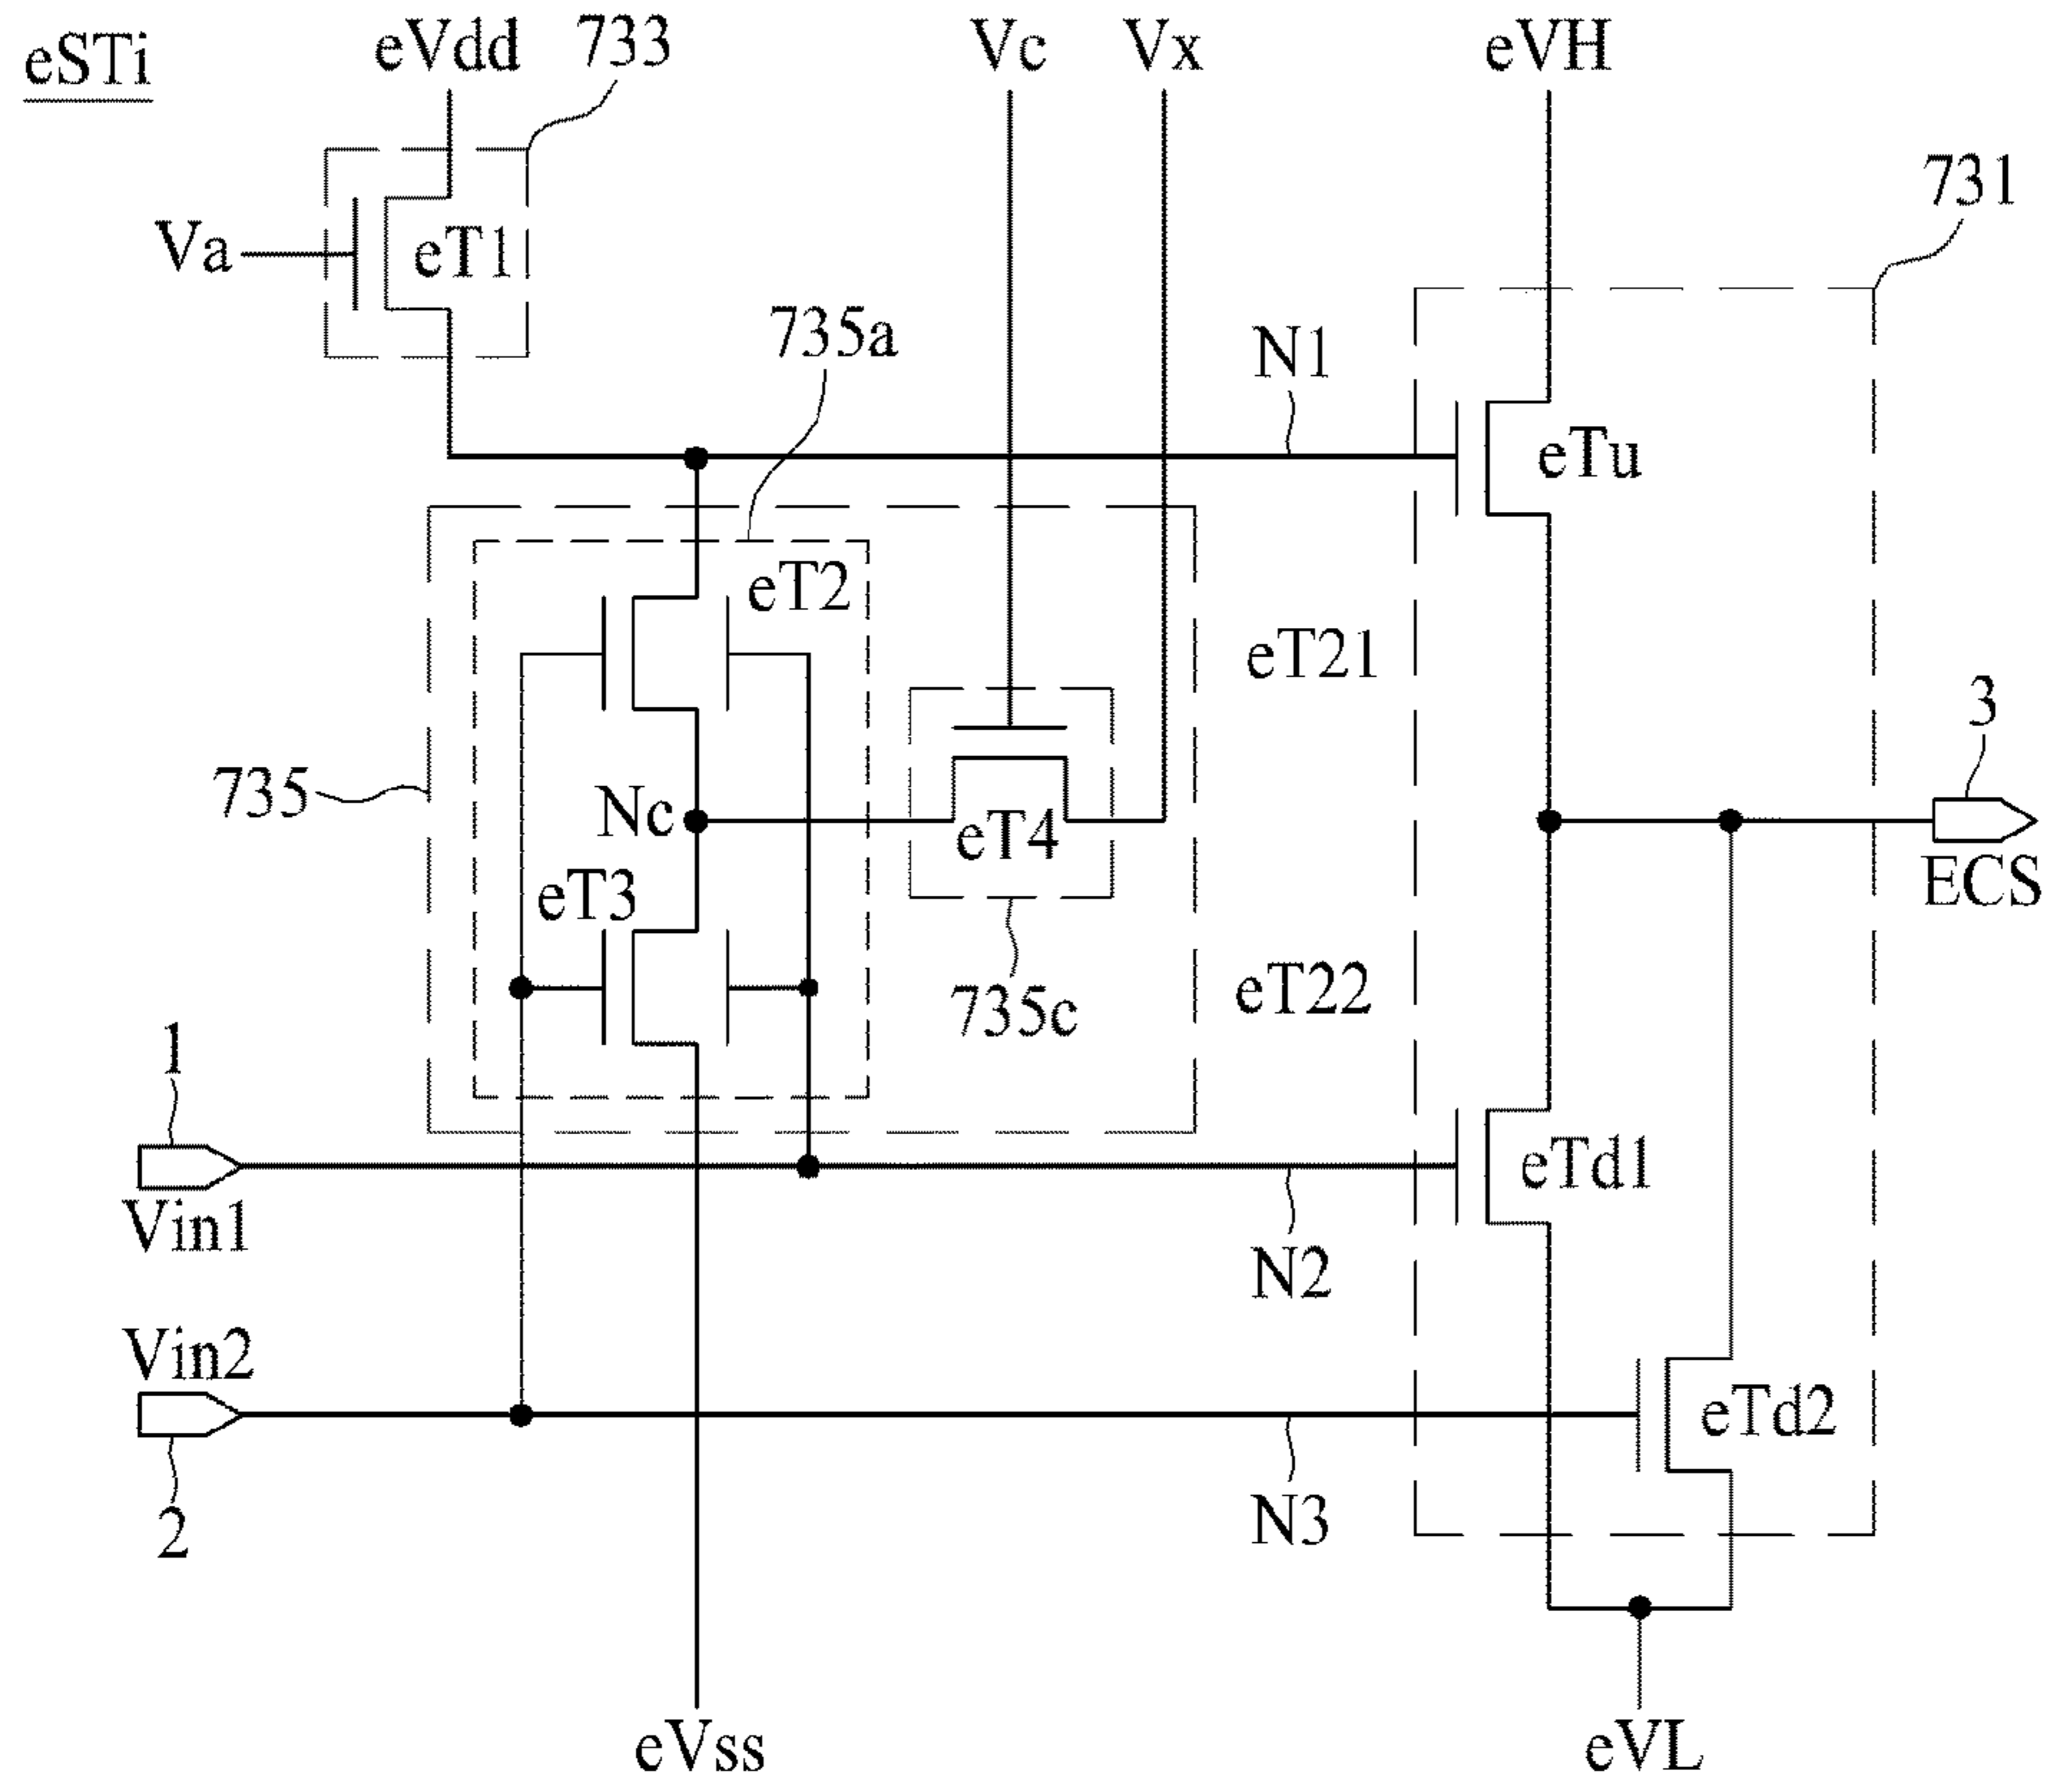 eSTi
eVdd
733
Vc
Vx
eVH
731
Va
eT1
735a
N1
eTu
eT2
eT21
3
735
Nc
eT4
ECS
eT3
735c
eT22
1
Vin1
eTd1
N2
Vin2
2
eTd2
N3
eVss
eVL